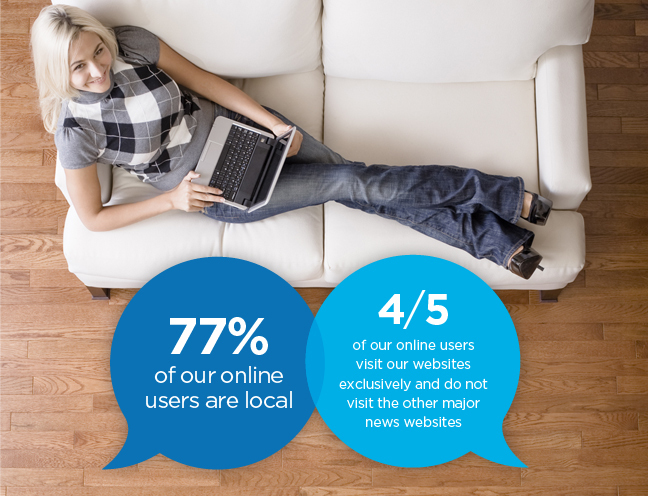 77%
of our online
users are local
4/5
of our online users
visit our websites
exclusively and do not
visit the other major
news websites